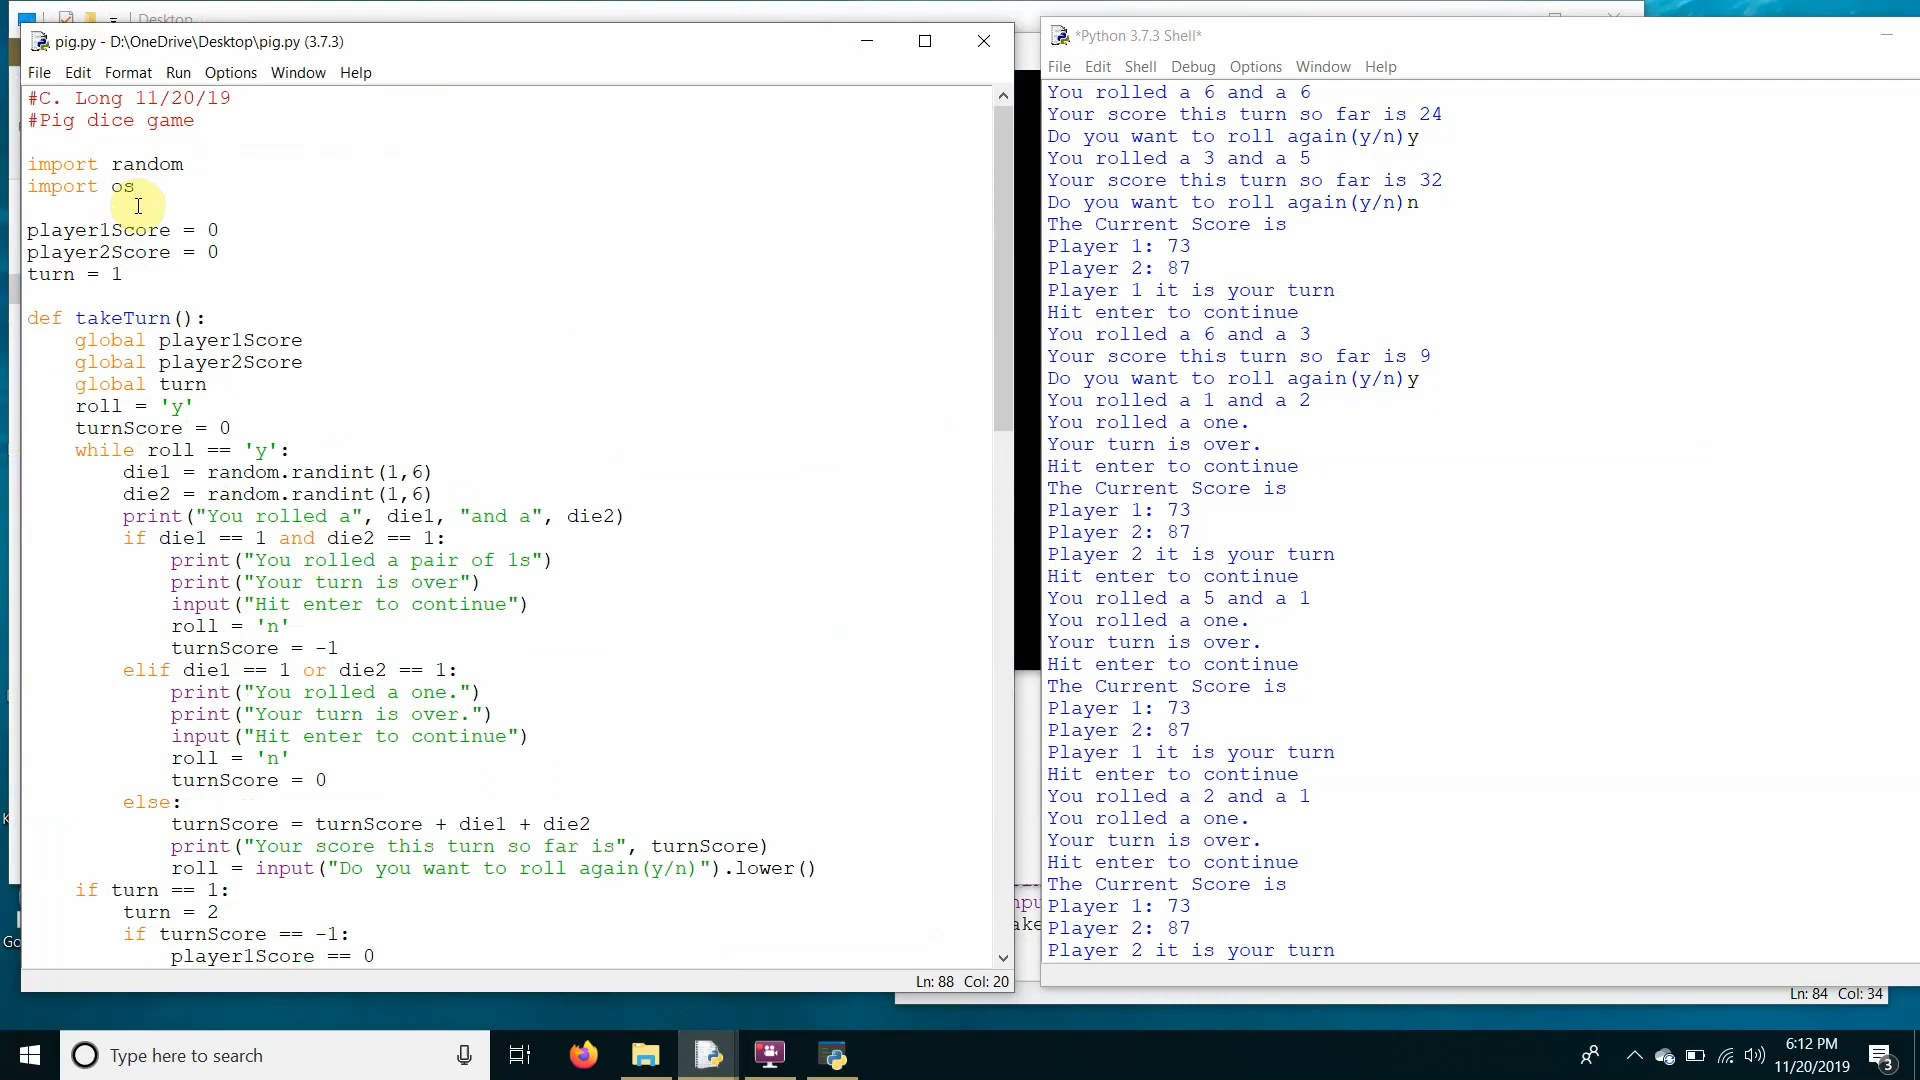 Desktop
pig.py - D:\OneDrive\Desktop\pig.py (3.7.3)
File Edit Format Run Options Window Help
#C. Long 11/20/19
#Pig dice game
import random
import os
player1Score = 0
player2Score = 0
turn = 1
def takeTurn():
    global player1Score
    global player2Score
    global turn
    roll = 'y'
    turnScore = 0
    while roll == 'y':
        die1 = random.randint(1,6)
        die2 = random.randint(1,6)
        print("You rolled a", die1, "and a", die2)
        if die1 == 1 and die2 == 1:
            print("You rolled a pair of 1s")
            print("Your turn is over")
            input("Hit enter to continue")
            roll = 'n'
            turnScore = -1
        elif die1 == 1 or die2 == 1:
            print("You rolled a one.")
            print("Your turn is over.")
            input("Hit enter to continue")
            roll = 'n'
            turnScore = 0
        else:
            turnScore = turnScore + die1 + die2
            print("Your score this turn so far is", turnScore)
            roll = input("Do you want to roll again(y/n)").lower()
    if turn == 1:
        turn = 2
        if turnScore == -1:
            player1Score == 0
Ln: 88 Col: 20
*Python 3.7.3 Shell*
File Edit Shell Debug Options Window Help
You rolled a 6 and a 6
Your score this turn so far is 24
Do you want to roll again(y/n)y
You rolled a 3 and a 5
Your score this turn so far is 32
Do you want to roll again(y/n)n
The Current Score is
Player 1: 73
Player 2: 87
Player 1 it is your turn
Hit enter to continue
You rolled a 6 and a 3
Your score this turn so far is 9
Do you want to roll again(y/n)y
You rolled a 1 and a 2
You rolled a one.
Your turn is over.
Hit enter to continue
The Current Score is
Player 1: 73
Player 2: 87
Player 2 it is your turn
Hit enter to continue
You rolled a 5 and a 1
You rolled a one.
Your turn is over.
Hit enter to continue
The Current Score is
Player 1: 73
Player 2: 87
Player 1 it is your turn
Hit enter to continue
You rolled a 2 and a 1
You rolled a one.
Your turn is over.
Hit enter to continue
The Current Score is
Player 1: 73
Player 2: 87
Player 2 it is your turn
Ln: 84 Col: 34
Type here to search
6:12 PM
11/20/2019
3